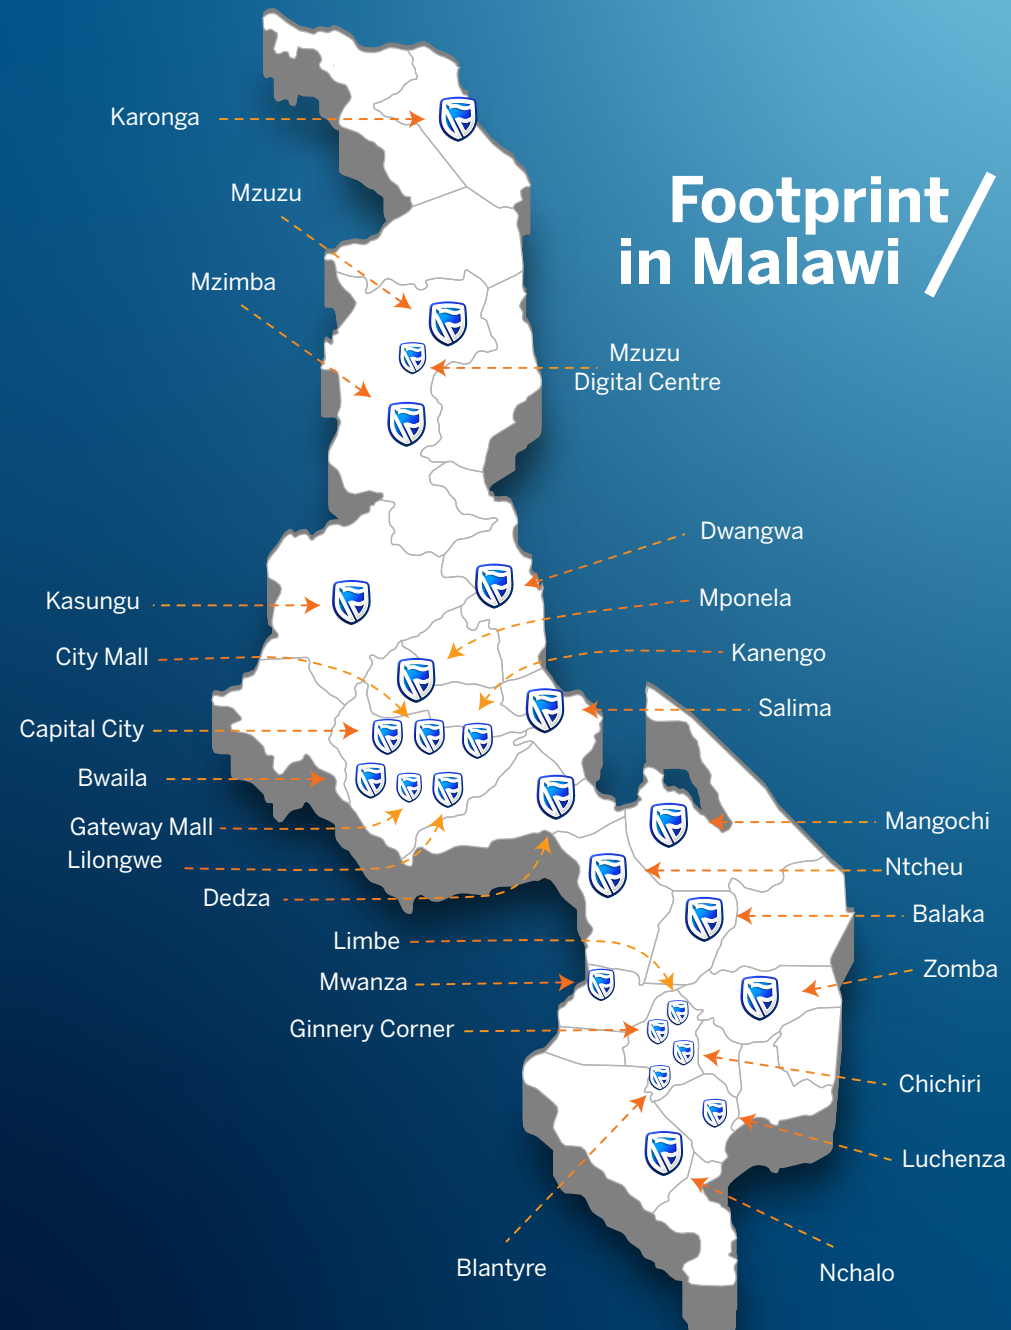 Footprint
in Malawi
Karonga
Mzuzu
Mzimba
Mzuzu
Digital Centre
Dwangwa
Kasungu
Mponela
City Mall
Kanengo
Salima
Capital City
Bwaila
Gateway Mall
Mangochi
Lilongwe
Ntcheu
Dedza
Balaka
Limbe
Zomba
Mwanza
Ginnery Corner
Chichiri
Luchenza
Blantyre
Nchalo